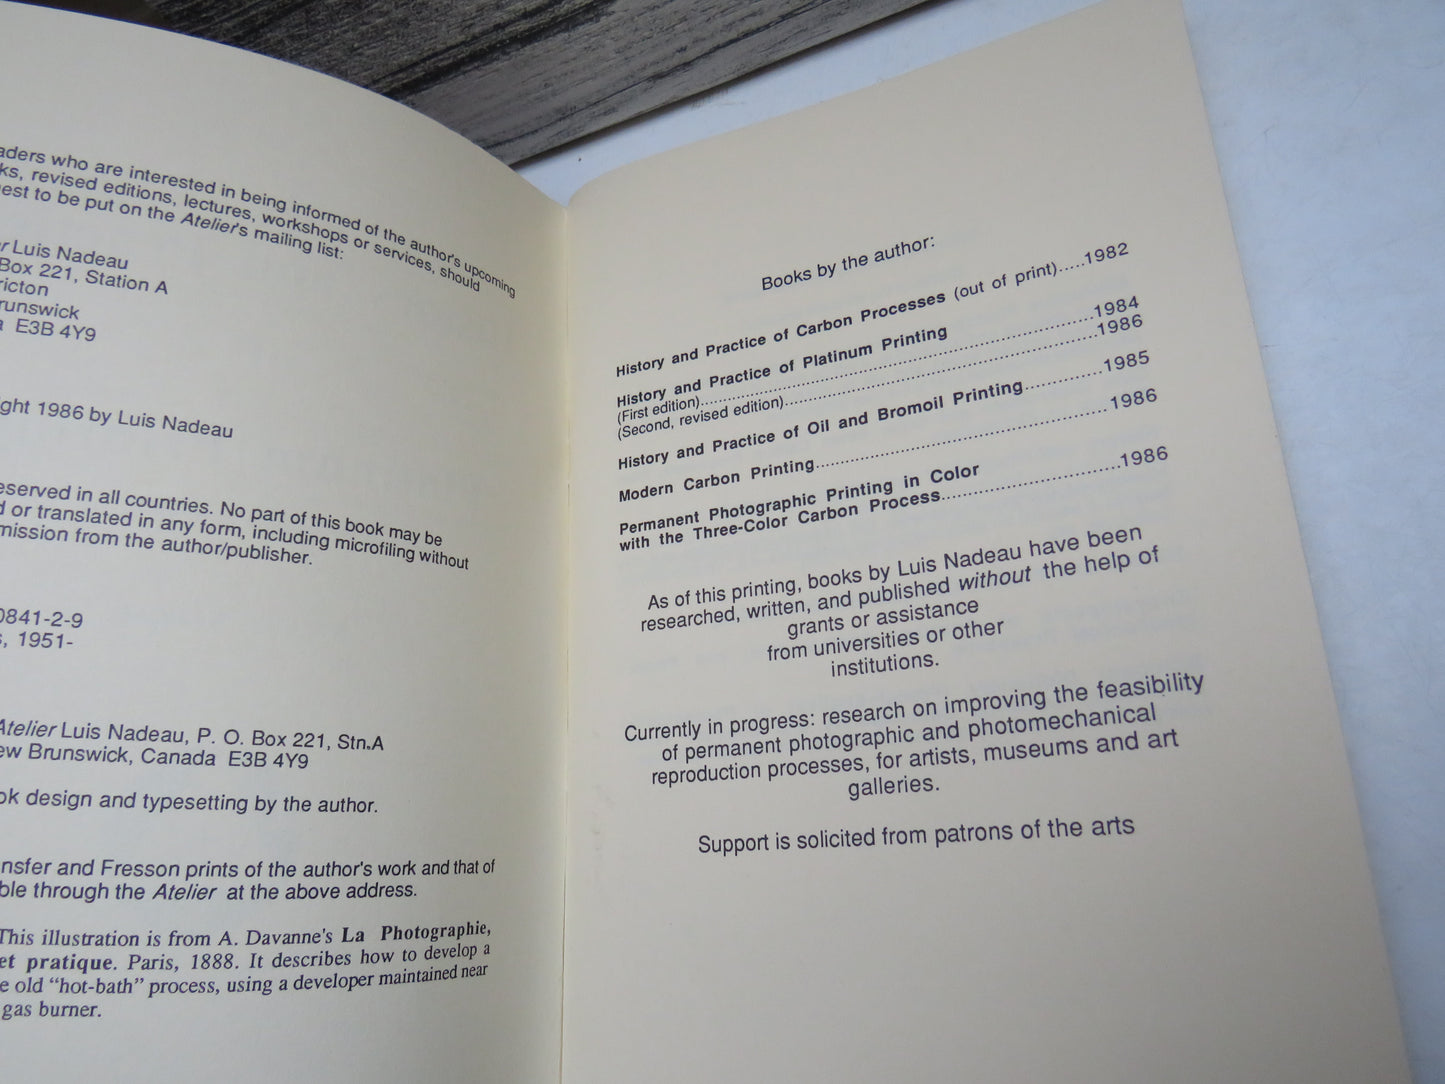 who are interested in being informed of the author's upcoming
revised editions, lectures, workshops or services, should
to be put on the Atelier's mailing list:
Luis Nadeau
Box 221, Station A
E3B 4Y9
1986 by Luis Nadeau
in all countries. No part of this book may be
or translated in any form, including microfiling without
from the author/publisher.
0841-2-9
1951-
Atelier Luis Nadeau, P. O. Box 221, Stn.A
Brunswick, Canada E3B 4Y9
design and typesetting by the author.
and Fresson prints of the author's work and that of
through the Atelier at the above address.
This illustration is from A. Davanne's La Photographie,
et pratique. Paris, 1888. It describes how to develop a
old “hot-bath” process, using a developer maintained near
gas burner.
Books by the author:
History and Practice of Carbon Processes (out of print).....1982
History and Practice of Platinum Printing
(First edition)..........................................................................1984
(Second, revised edition)..........................................................1986
History and Practice of Oil and Bromoil Printing.............1985
Modern Carbon Printing....................................................1986
Permanent Photographic Printing in Color
with the Three-Color Carbon Process...............................1986
As of this printing, books by Luis Nadeau have been
researched, written, and published without the help of
grants or assistance
from universities or other
institutions.
Currently in progress: research on improving the feasibility
of permanent photographic and photomechanical
reproduction processes, for artists, museums and art
galleries.
Support is solicited from patrons of the arts